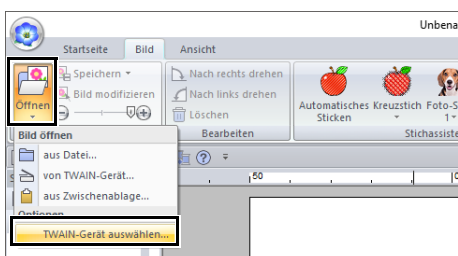 Unbena
Startseite Bild Ansicht
Öffnen
Speichern
Bild modifizieren
Nach rechts drehen
Nach links drehen
Löschen
Bearbeiten
Automatisches Sticken
Kreuzstich
Foto-S
1
Stichassiste
Bild öffnen
aus Datei...
von TWAIN-Gerät...
aus Zwischenablage...
Optionen
TWAIN-Gerät auswählen...
50